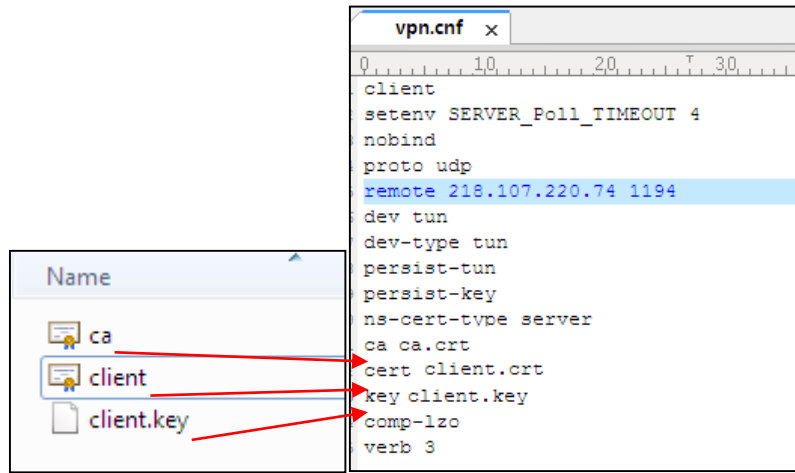 Name
ca
client
client.key
vpn.cnf x
0 10 20 30
client
setenv SERVER_Poll_TIMEOUT 4
nobind
proto udp
remote 218.107.220.74 1194
dev tun
dev-type tun
persist-tun
persist-key
ns-cert-type server
ca ca.crt
cert client.crt
key client.key
comp-lzo
verb 3